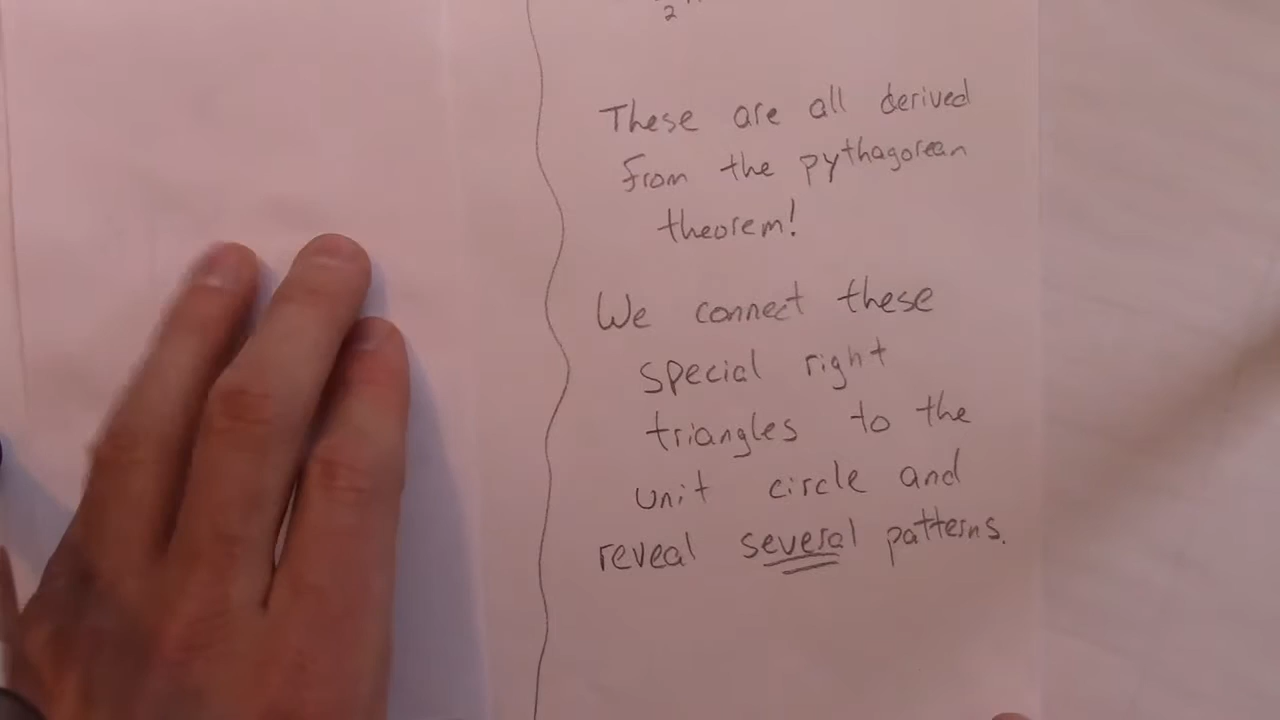 2
These are all derived
from the pythagorean
theorem!
We connect these
special right
triangles to the
unit circle and
reveal several patterns.